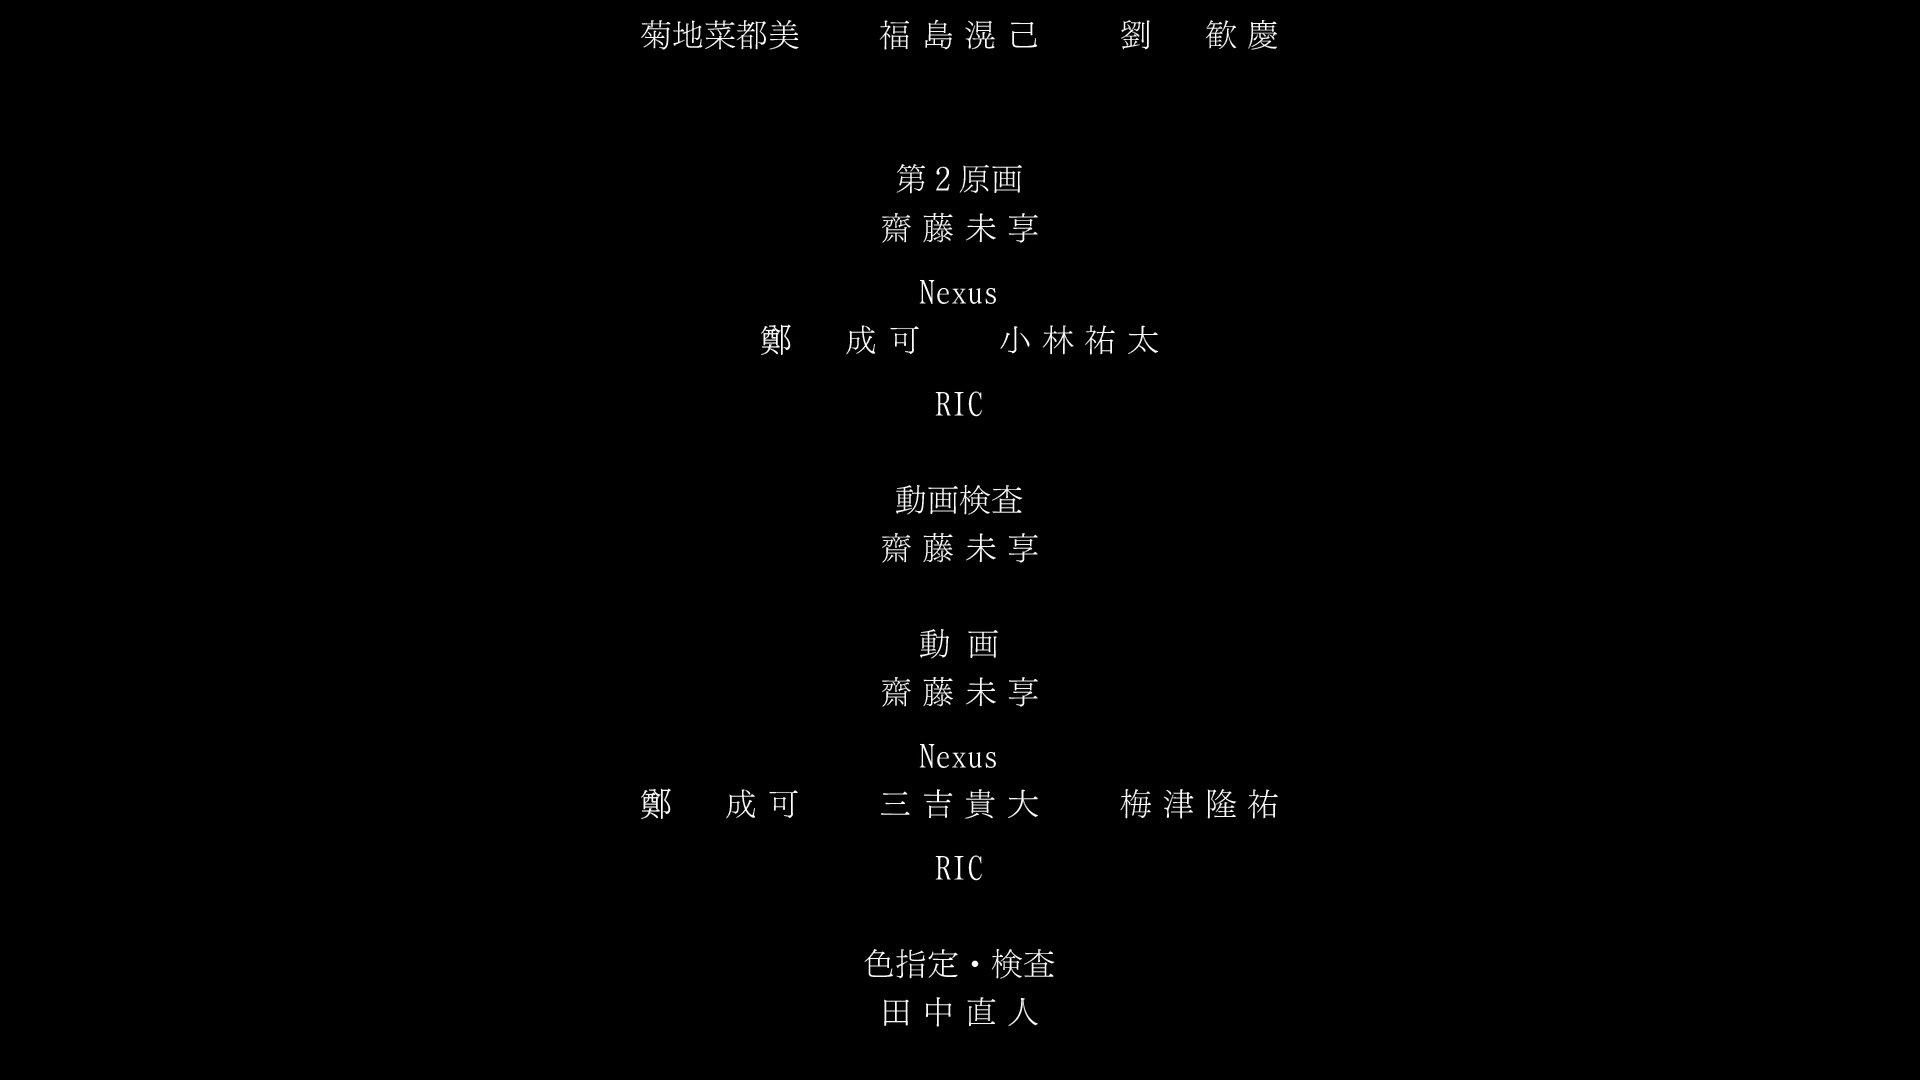 菊地菜都美 福島滉己 劉 歓慶
第2原画
齋藤未享
Nexus
鄭 成可 小林祐太
RIC
動画検査
齋藤未享
動画
齋藤未享
Nexus
鄭 成可 三吉貴大 梅津隆祐
RIC
色指定・検査
田中直人